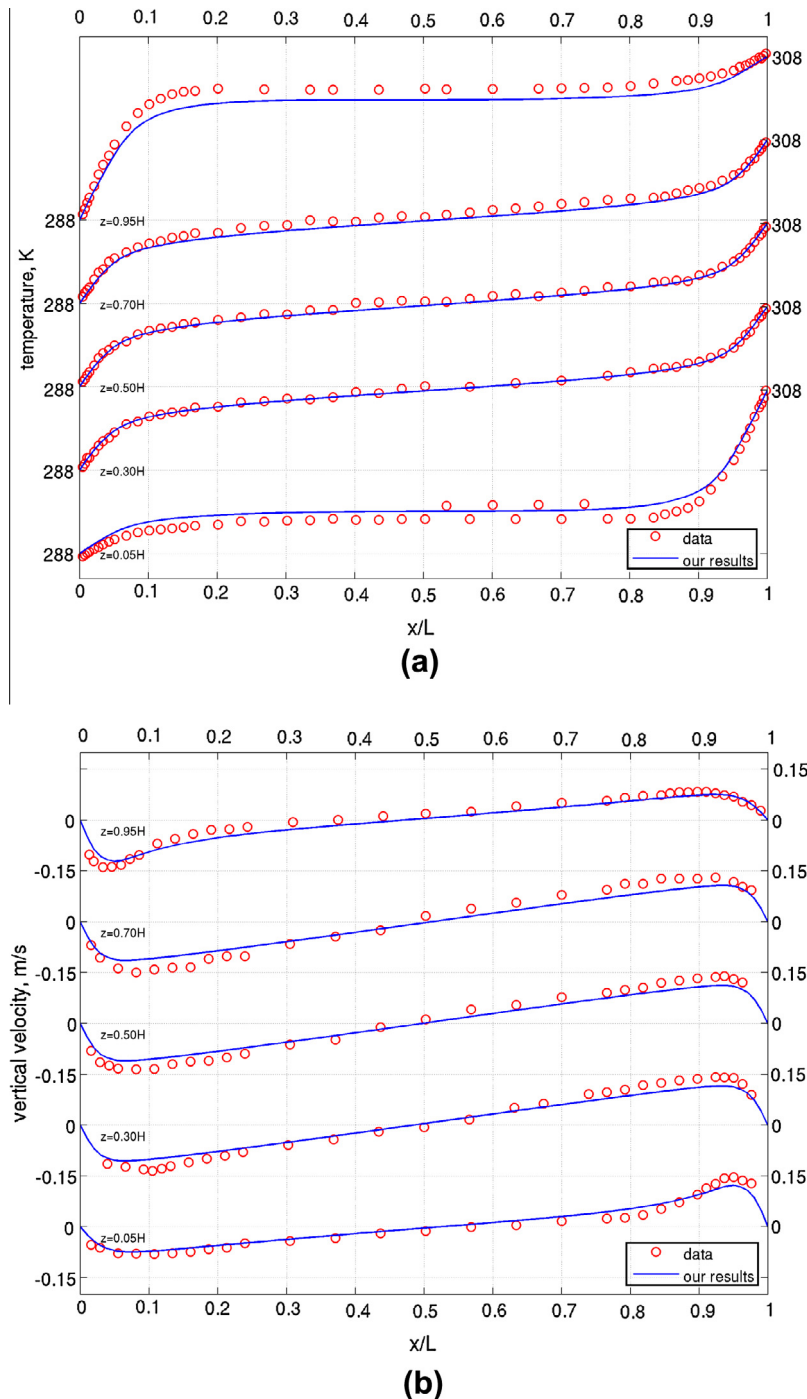 0 0.1 0.2 0.3 0.4 0.5 0.6 0.7 0.8 0.9 1
308
308
288
z=0.95H
308
288
z=0.70H
308
288
z=0.50H
308
288
z=0.30H
288
z=0.05H
temperature, K
data
our results
0 0.1 0.2 0.3 0.4 0.5 0.6 0.7 0.8 0.9 1
x/L
(a)
0 0.1 0.2 0.3 0.4 0.5 0.6 0.7 0.8 0.9 1
0.15
0 z=0.95H 0
-0.15 0.15
0 z=0.70H 0
-0.15 0.15
0 z=0.50H 0
-0.15 0.15
0 z=0.30H 0
-0.15 0.15
0 z=0.05H 0
-0.15
vertical velocity, m/s
data
our results
0 0.1 0.2 0.3 0.4 0.5 0.6 0.7 0.8 0.9 1
x/L
(b)